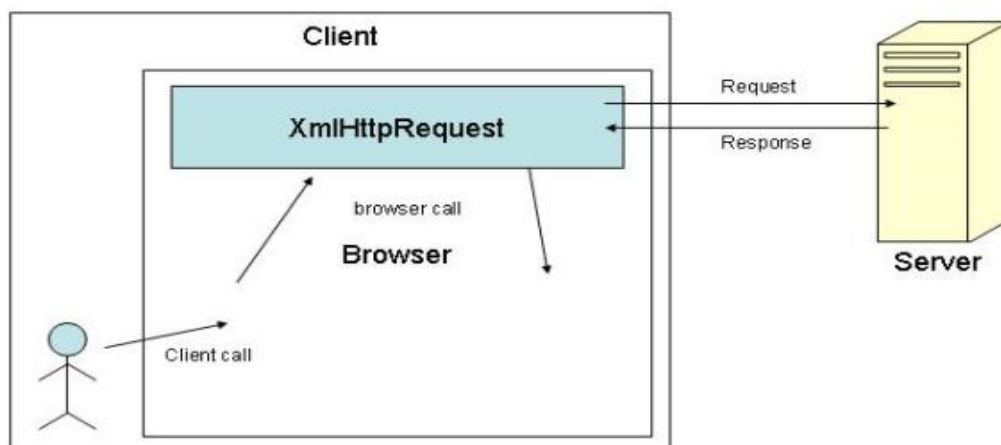 Client
XmlHttpRequest
Request
Response
browser call
Browser
Server
Client call